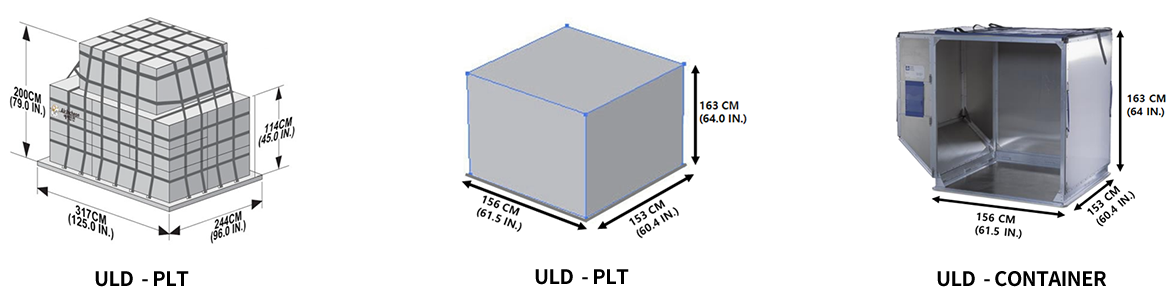 200CM
(79.0 IN.)
114CM
(45.0 IN.)
317CM
(125.0 IN.)
244CM
(96.0 IN.)
ULD - PLT
163 CM
(64.0 IN.)
156 CM
(61.5 IN.)
153 CM
(60.4 IN.)
ULD - PLT
163 CM
(64 IN.)
156 CM
(61.5 IN.)
153 CM
(60.4 IN.)
ULD - CONTAINER